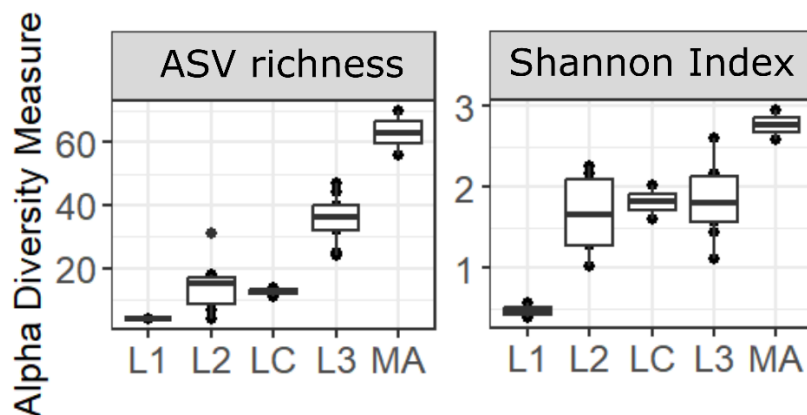 Alpha Diversity Measure
ASV richness
60
40
20
L1 L2 LC L3 MA
Shannon Index
3
2
1
L1 L2 LC L3 MA